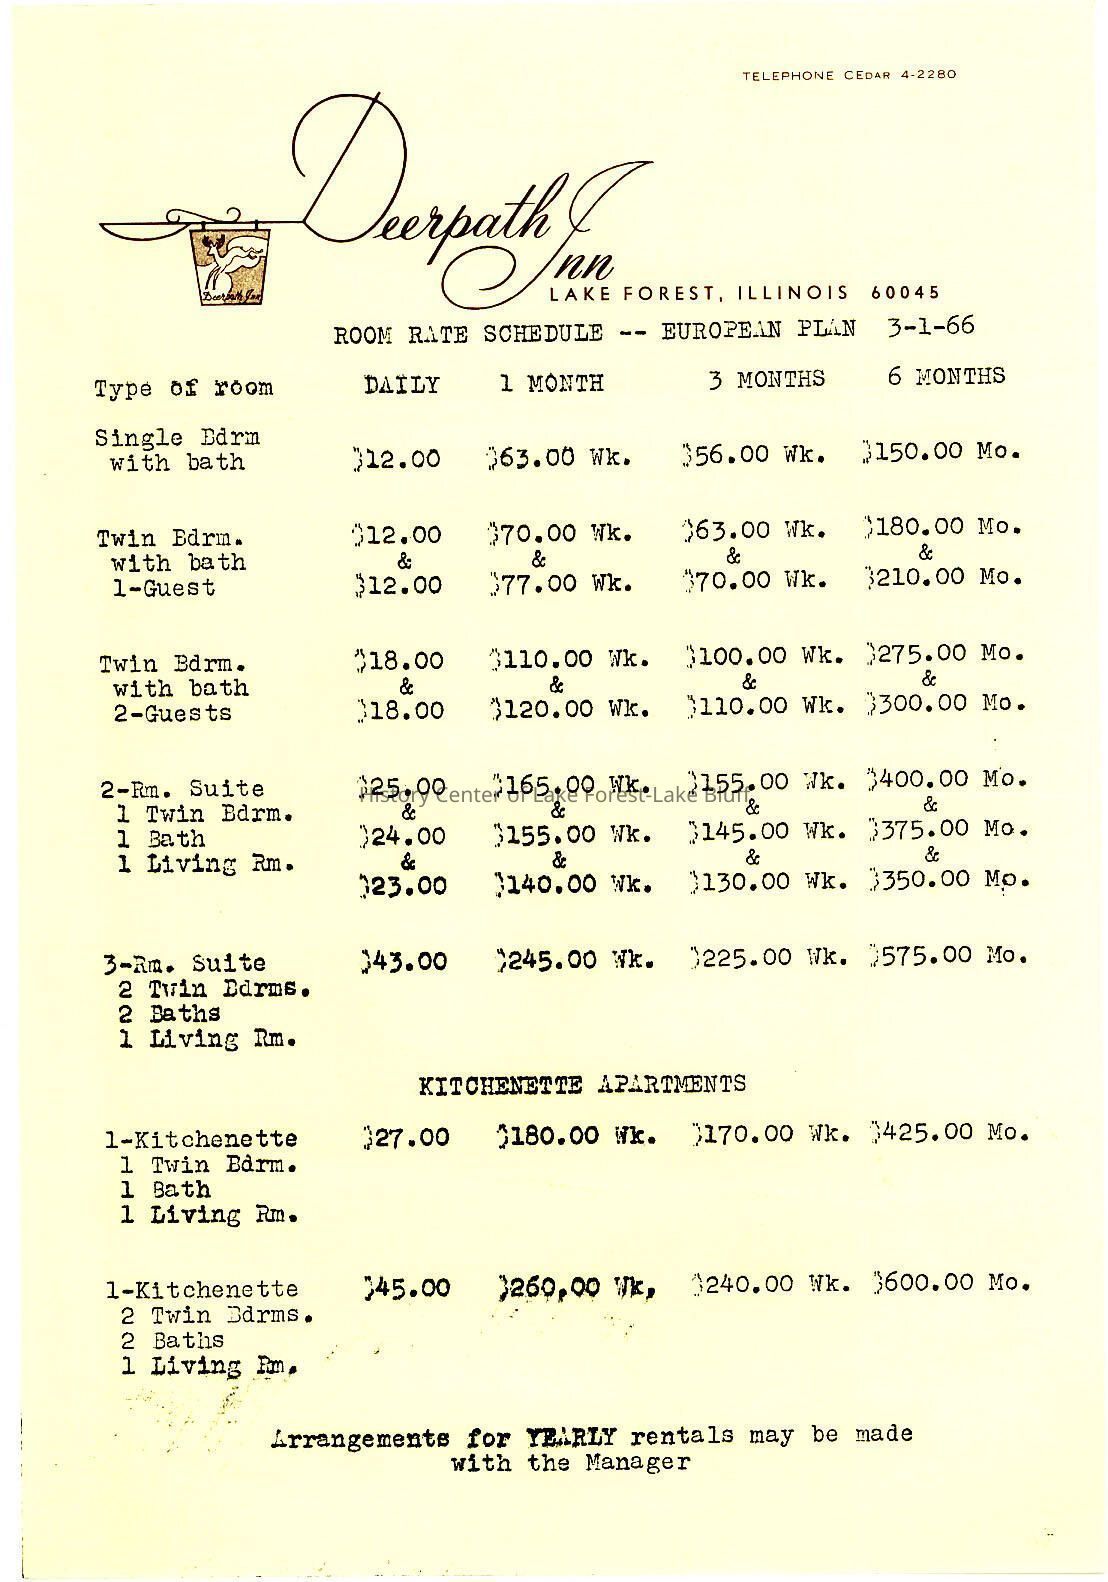 TELEPHONE CEDAR 4-2280
Deerpath Inn
Deerpath Inn
LAKE FOREST, ILLINOIS 60045
ROOM RATE SCHEDULE -- EUROPEAN PLAN 3-1-66
Type of room DAILY 1 MONTH 3 MONTHS 6 MONTHS
Single Bdrm
with bath $12.00 $63.00 Wk. $56.00 Wk. $150.00 Mo.
Twin Bdrm. $12.00 $70.00 Wk. $63.00 Wk. $180.00 Mo.
with bath & & & &
1-Guest $12.00 $77.00 Wk. $70.00 Wk. $210.00 Mo.
Twin Bdrm. $18.00 $110.00 Wk. $100.00 Wk. $275.00 Mo.
with bath & & & &
2-Guests $18.00 $120.00 Wk. $110.00 Wk. $300.00 Mo.
2-Rm. Suite $25.00 $165.00 Wk. $155.00 Wk. $400.00 Mo.
History Center of Lake Forest-Lake Bluff
1 Twin Bdrm. & & & &
1 Bath $24.00 $155.00 Wk. $145.00 Wk. $375.00 Mo.
1 Living Rm. & & & &
$23.00 $140.00 Wk. $130.00 Wk. $350.00 Mo.
3-Rm. Suite $43.00 $245.00 Wk. $225.00 Wk. $575.00 Mo.
2 Twin Bdrms.
2 Baths
1 Living Rm.
KITCHENETTE APARTMENTS
1-Kitchenette $27.00 $180.00 Wk. $170.00 Wk. $425.00 Mo.
1 Twin Bdrm.
1 Bath
1 Living Rm.
1-Kitchenette $45.00 $260,00 Wk, $240.00 Wk. $600.00 Mo.
2 Twin Bdrms.
2 Baths
1 Living Rm.
Arrangements for YEARLY rentals may be made
with the Manager